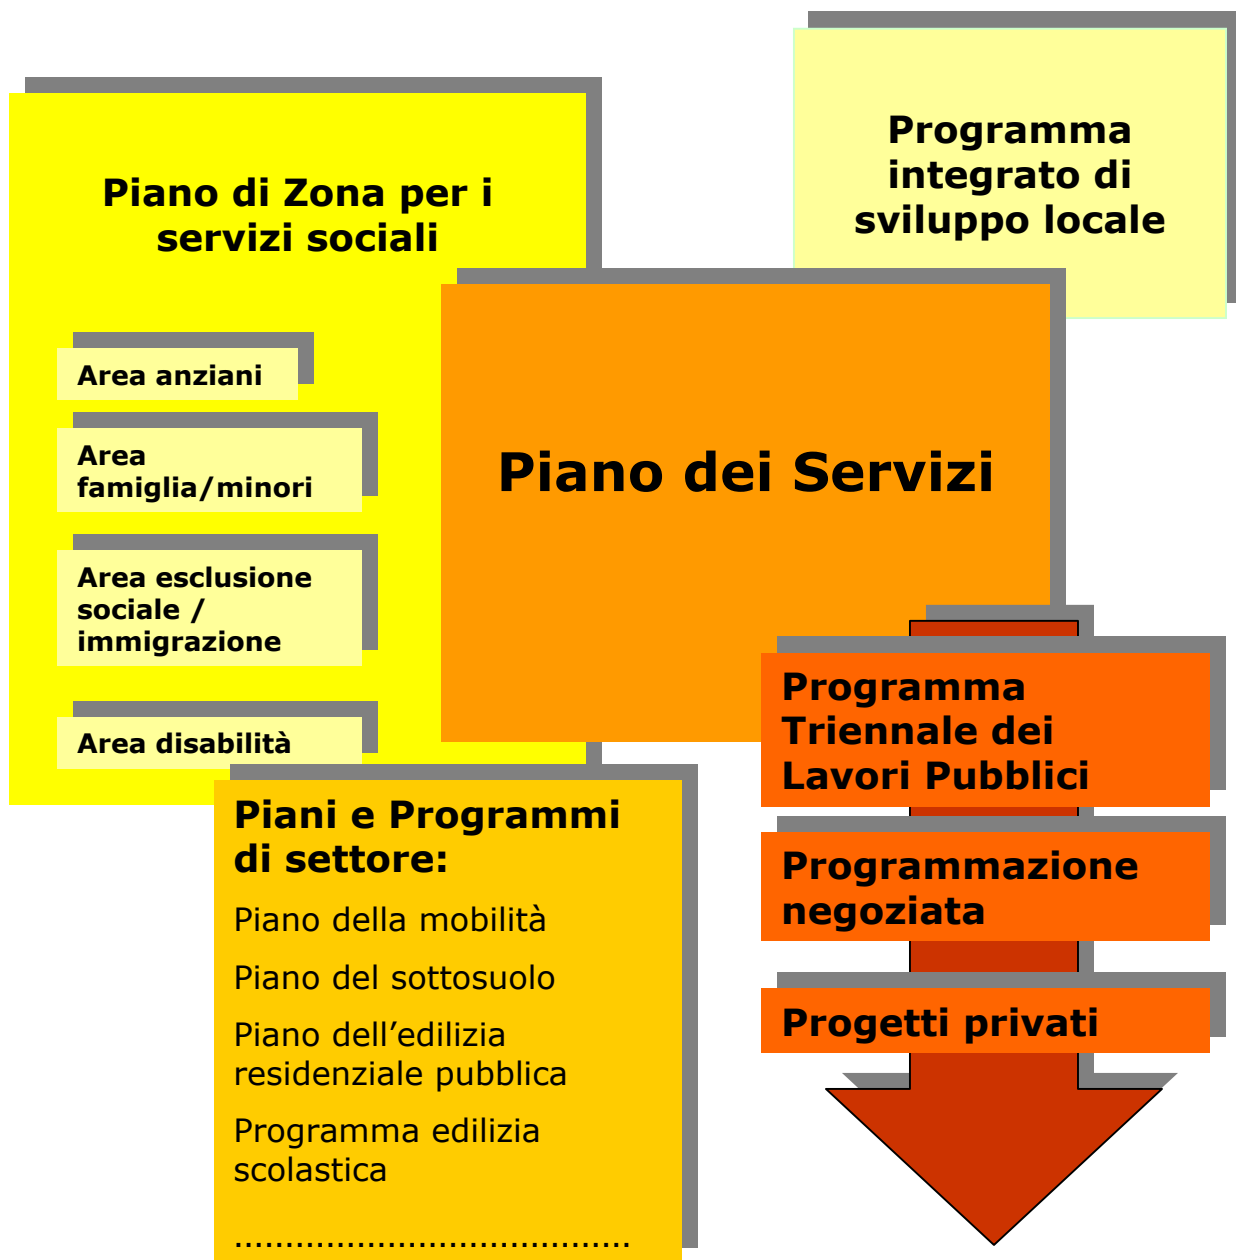 Programma
integrato di
sviluppo locale
Piano di Zona per i
servizi sociali
Area anziani
Area
famiglia/minori
Area esclusione
sociale /
immigrazione
Area disabilità
Piano dei Servizi
Programma
Triennale dei
Lavori Pubblici
Programmazione
negoziata
Progetti privati
Piani e Programmi
di settore:
Piano della mobilità
Piano del sottosuolo
Piano dell’edilizia
residenziale pubblica
Programma edilizia
scolastica
.......................................